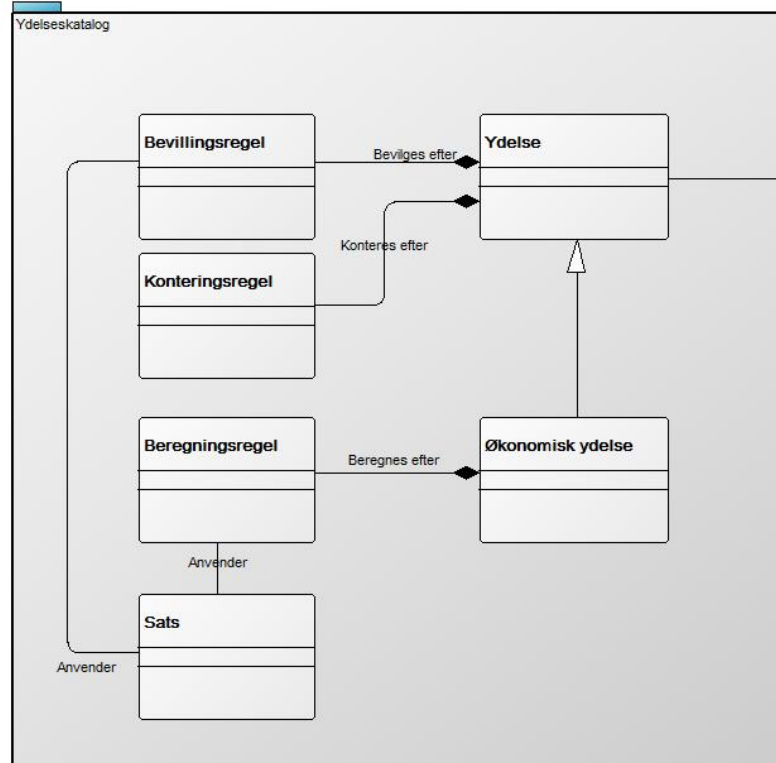 Ydelseskatalog
Bevillingsregel
Bevilges efter
Ydelse
Konteres efter
Konteringsregel
Beregningsregel
Beregnes efter
Økonomisk ydelse
Anvender
Sats
Anvender